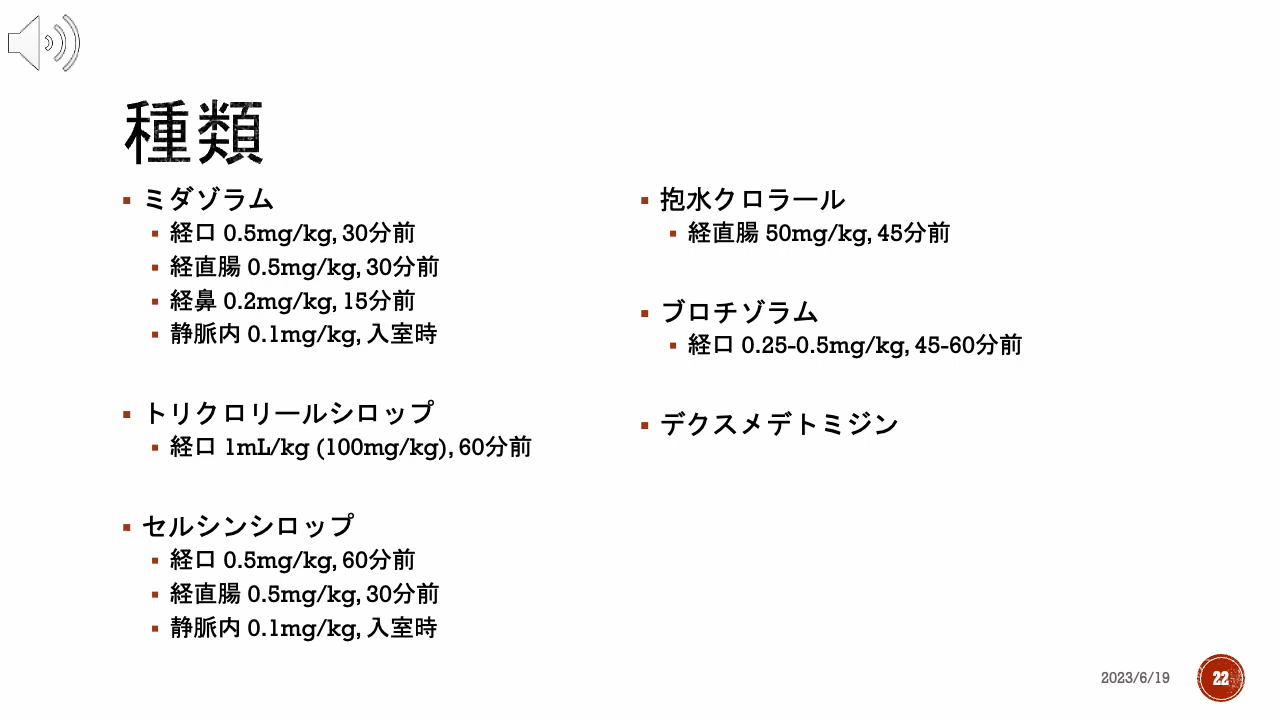 種類
ミダゾラム
経口 0.5mg/kg, 30分前
経直腸 0.5mg/kg, 30分前
経鼻 0.2mg/kg, 15分前
静脈内 0.1mg/kg, 入室時
トリクロリールシロップ
経口 1mL/kg (100mg/kg), 60分前
セルシンシロップ
経口 0.5mg/kg, 60分前
経直腸 0.5mg/kg, 30分前
静脈内 0.1mg/kg, 入室時
抱水クロラール
経直腸 50mg/kg, 45分前
ブロチゾラム
経口 0.25-0.5mg/kg, 45-60分前
デクスメデトミジン
2023/6/19
22